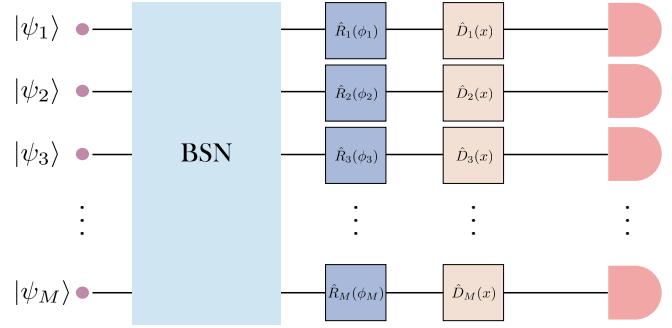 |ψ₁⟩ R̂₁(ϕ₁) D̂₁(x)
|ψ₂⟩ R̂₂(ϕ₂) D̂₂(x)
|ψ₃⟩ BSN R̂₃(ϕ₃) D̂₃(x)
⋮ ⋮ ⋮ ⋮
|ψ_M⟩ R̂_M(ϕ_M) D̂_M(x)